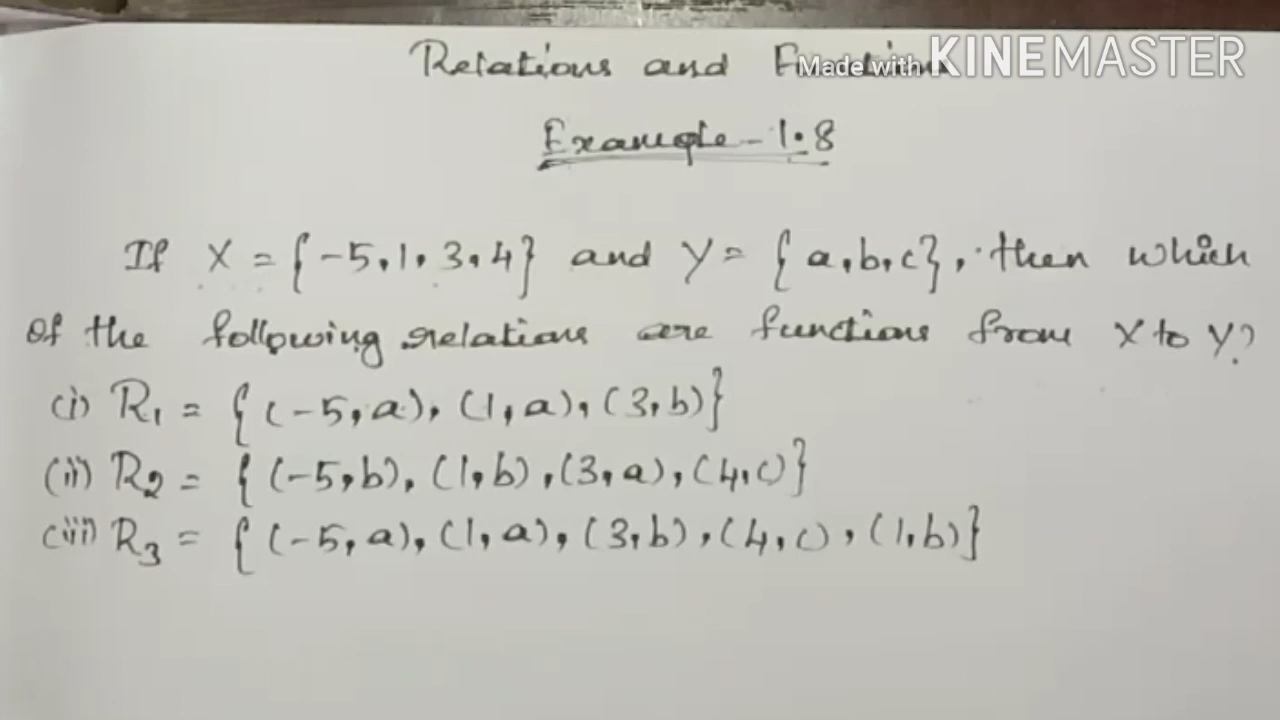 Relations and
Made with KINEMASTER
Example - 1.8
If X = {-5, 1, 3, 4} and Y = {a, b, c}, then which
of the following relations are functions from X to Y?
(i) R₁ = {(-5, a), (1, a), (3, b)}
(ii) R₂ = {(-5, b), (1, b), (3, a), (4, c)}
(iii) R₃ = {(-5, a), (1, a), (3, b), (4, c), (1, b)}